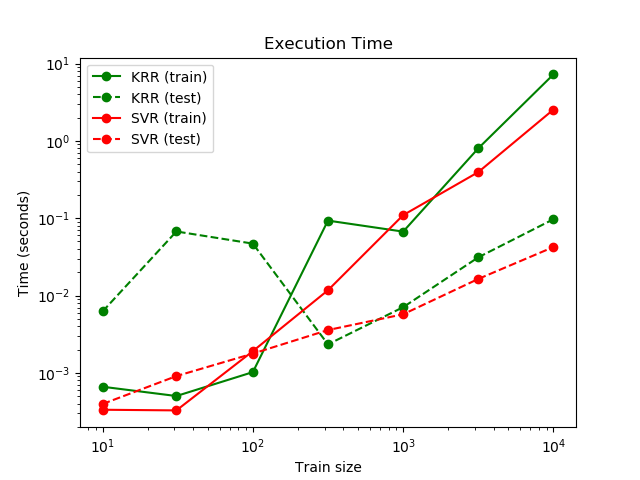 Execution Time
KRR (train)
KRR (test)
SVR (train)
SVR (test)
Time (seconds)
10¹
10⁰
10⁻¹
10⁻²
10⁻³
10¹
10²
10³
10⁴
Train size